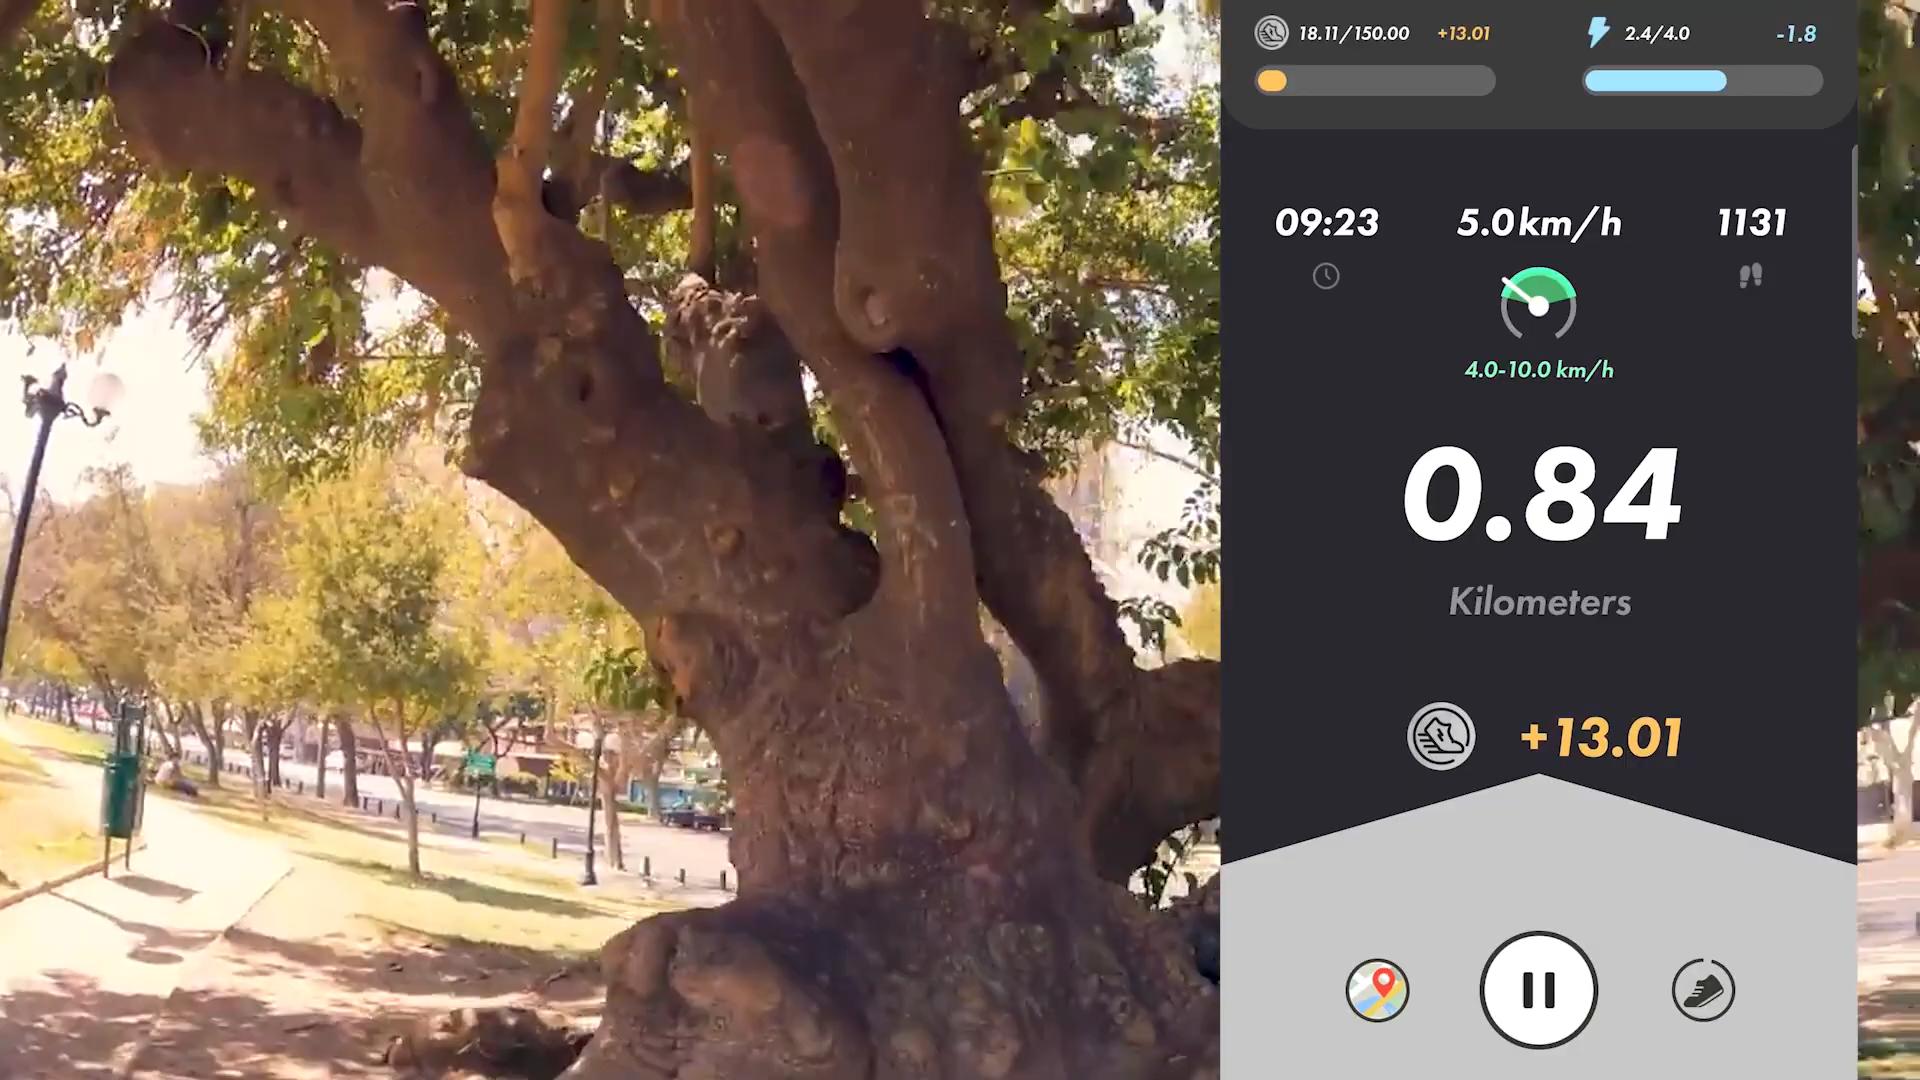 18.11/150.00 +13.01 2.4/4.0 -1.8
09:23 5.0km/h 1131
4.0-10.0 km/h
0.84
Kilometers
+13.01